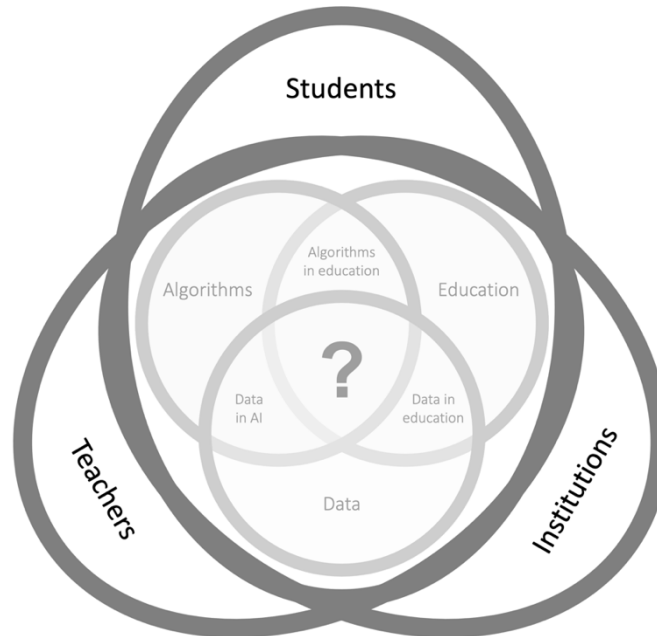 Students
Algorithms
in education
Algorithms
Education
?
Data
in AI
Data in
education
Teachers
Institutions
Data